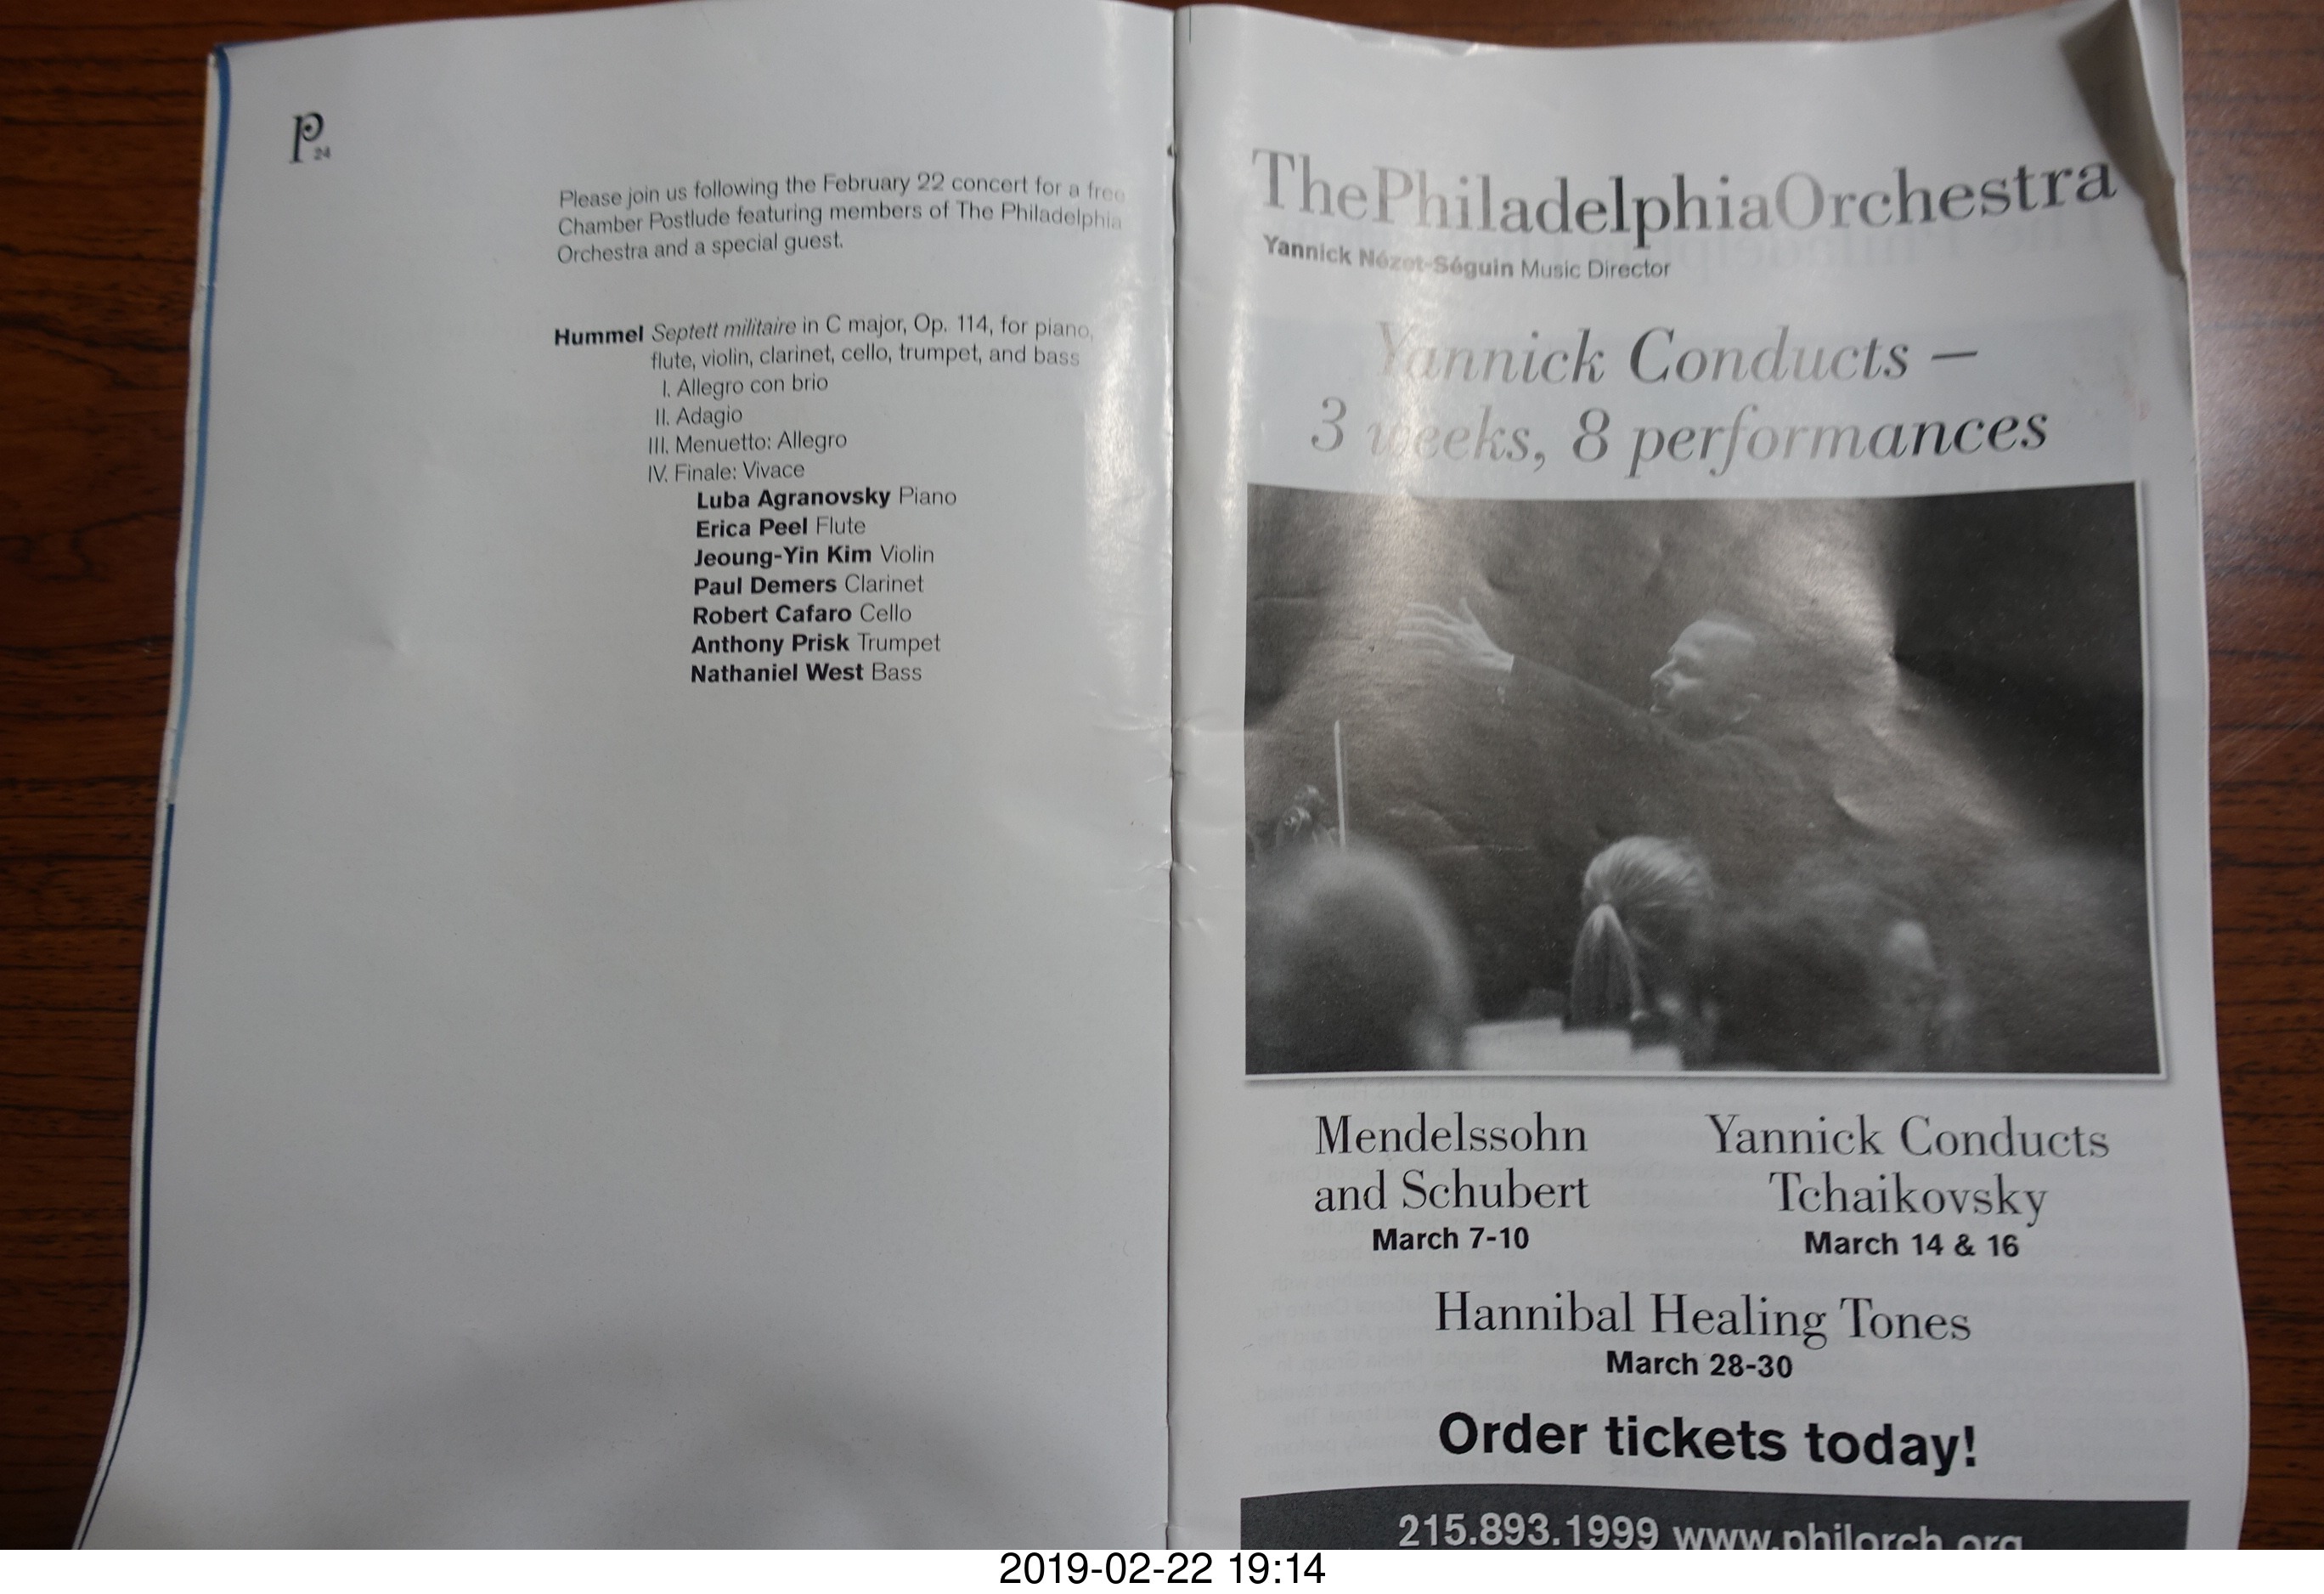 P
24
Please join us following the February 22 concert for a free
Chamber Postlude featuring members of The Philadelphia
Orchestra and a special guest.
Hummel Septett militaire in C major, Op. 114, for piano,
flute, violin, clarinet, cello, trumpet, and bass
I. Allegro con brio
II. Adagio
III. Menuetto: Allegro
IV. Finale: Vivace
Luba Agranovsky Piano
Erica Peel Flute
Jeoung-Yin Kim Violin
Paul Demers Clarinet
Robert Cafaro Cello
Anthony Prisk Trumpet
Nathaniel West Bass
ThePhiladelphiaOrchestra
Yannick Nézet-Séguin Music Director
Yannick Conducts –
3 weeks, 8 performances
Mendelssohn
and Schubert
March 7-10
Yannick Conducts
Tchaikovsky
March 14 & 16
Hannibal Healing Tones
March 28-30
Order tickets today!
215.893.1999 www.philorch.org
2019-02-22 19:14